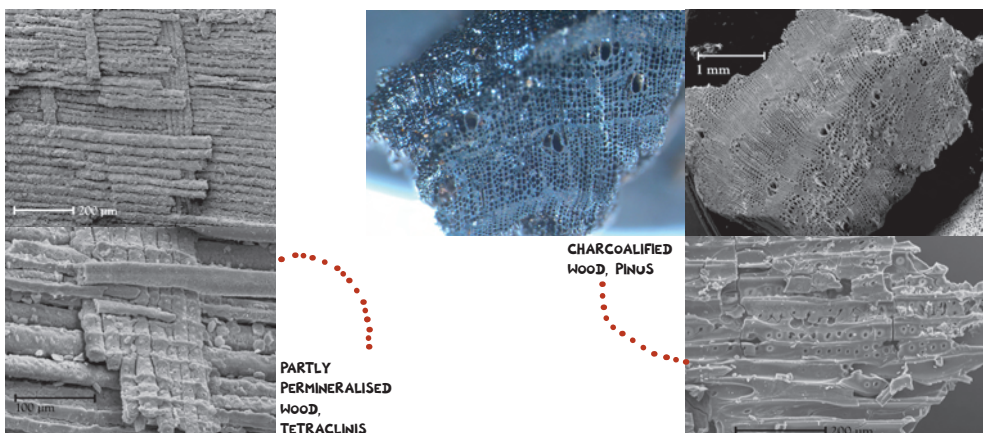 200 µm
1 mm
CHARCOALIFIED
WOOD, PINUS
PARTLY
PERMINERALISED
WOOD,
TETRACLINIS
100 µm
200 µm